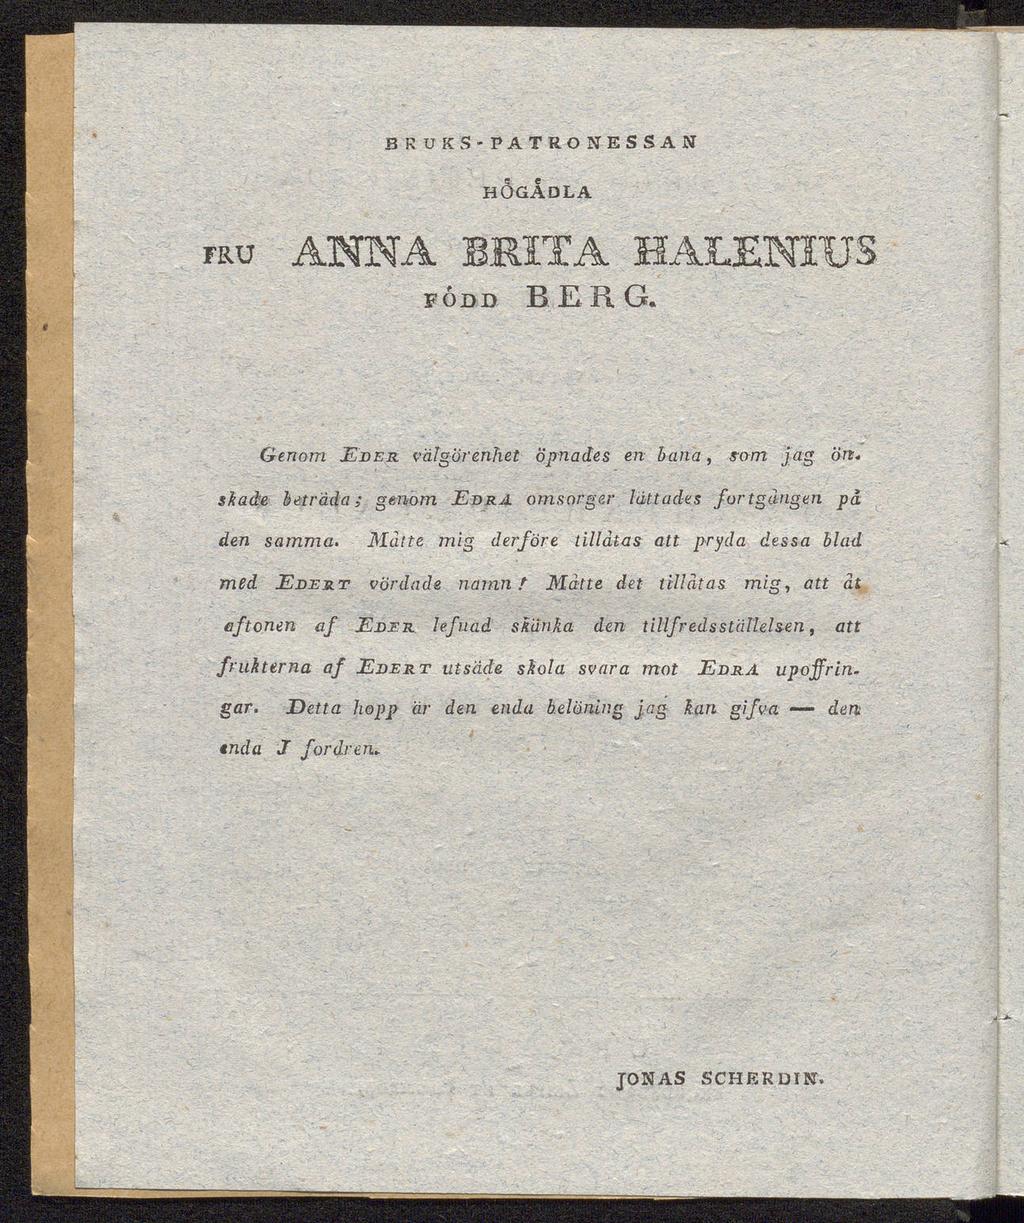 BRUKS-PATRONESSAN
HÖGÅDLA
FRU ANNA BRITA HALENIUS
FÖDD BERG.
Genom EDER välgörenhet öpnades en bana, som jag ön-
skade beträda; genom EDRA omsorger lättades fortgången på
den samma. Måtte mig derföre tillåtas att pryda dessa blad
med EDERT vördade namn! Måtte det tillåtas mig, att åt
aftonen af EDER lefnad skänka den tillfredsställelsen, att
frukterna af EDERT utsäde skola svara mot EDRA upoffrin-
gar. Detta hopp är den enda belöning jag kan gifva — den
enda I fordren.
JONAS SCHERDIN.